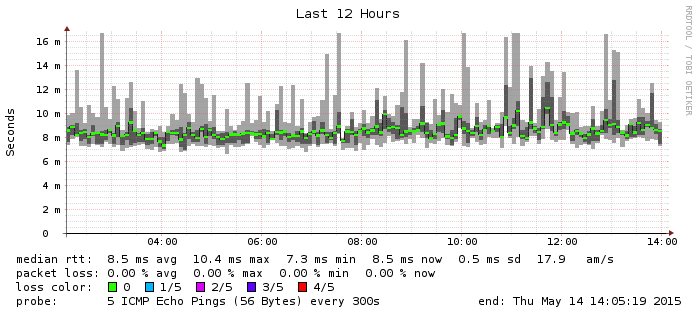 Last 12 Hours
RRDTOOL / TOBI OETIKER
Seconds
16 m
14 m
12 m
10 m
8 m
6 m
4 m
2 m
0
04:00 06:00 08:00 10:00 12:00 14:00
median rtt: 8.5 ms avg 10.4 ms max 7.3 ms min 8.5 ms now 0.5 ms sd 17.9 am/s
packet loss: 0.00 % avg 0.00 % max 0.00 % min 0.00 % now
loss color: 0 1/5 2/5 3/5 4/5
probe: 5 ICMP Echo Pings (56 Bytes) every 300s end: Thu May 14 14:05:19 2015